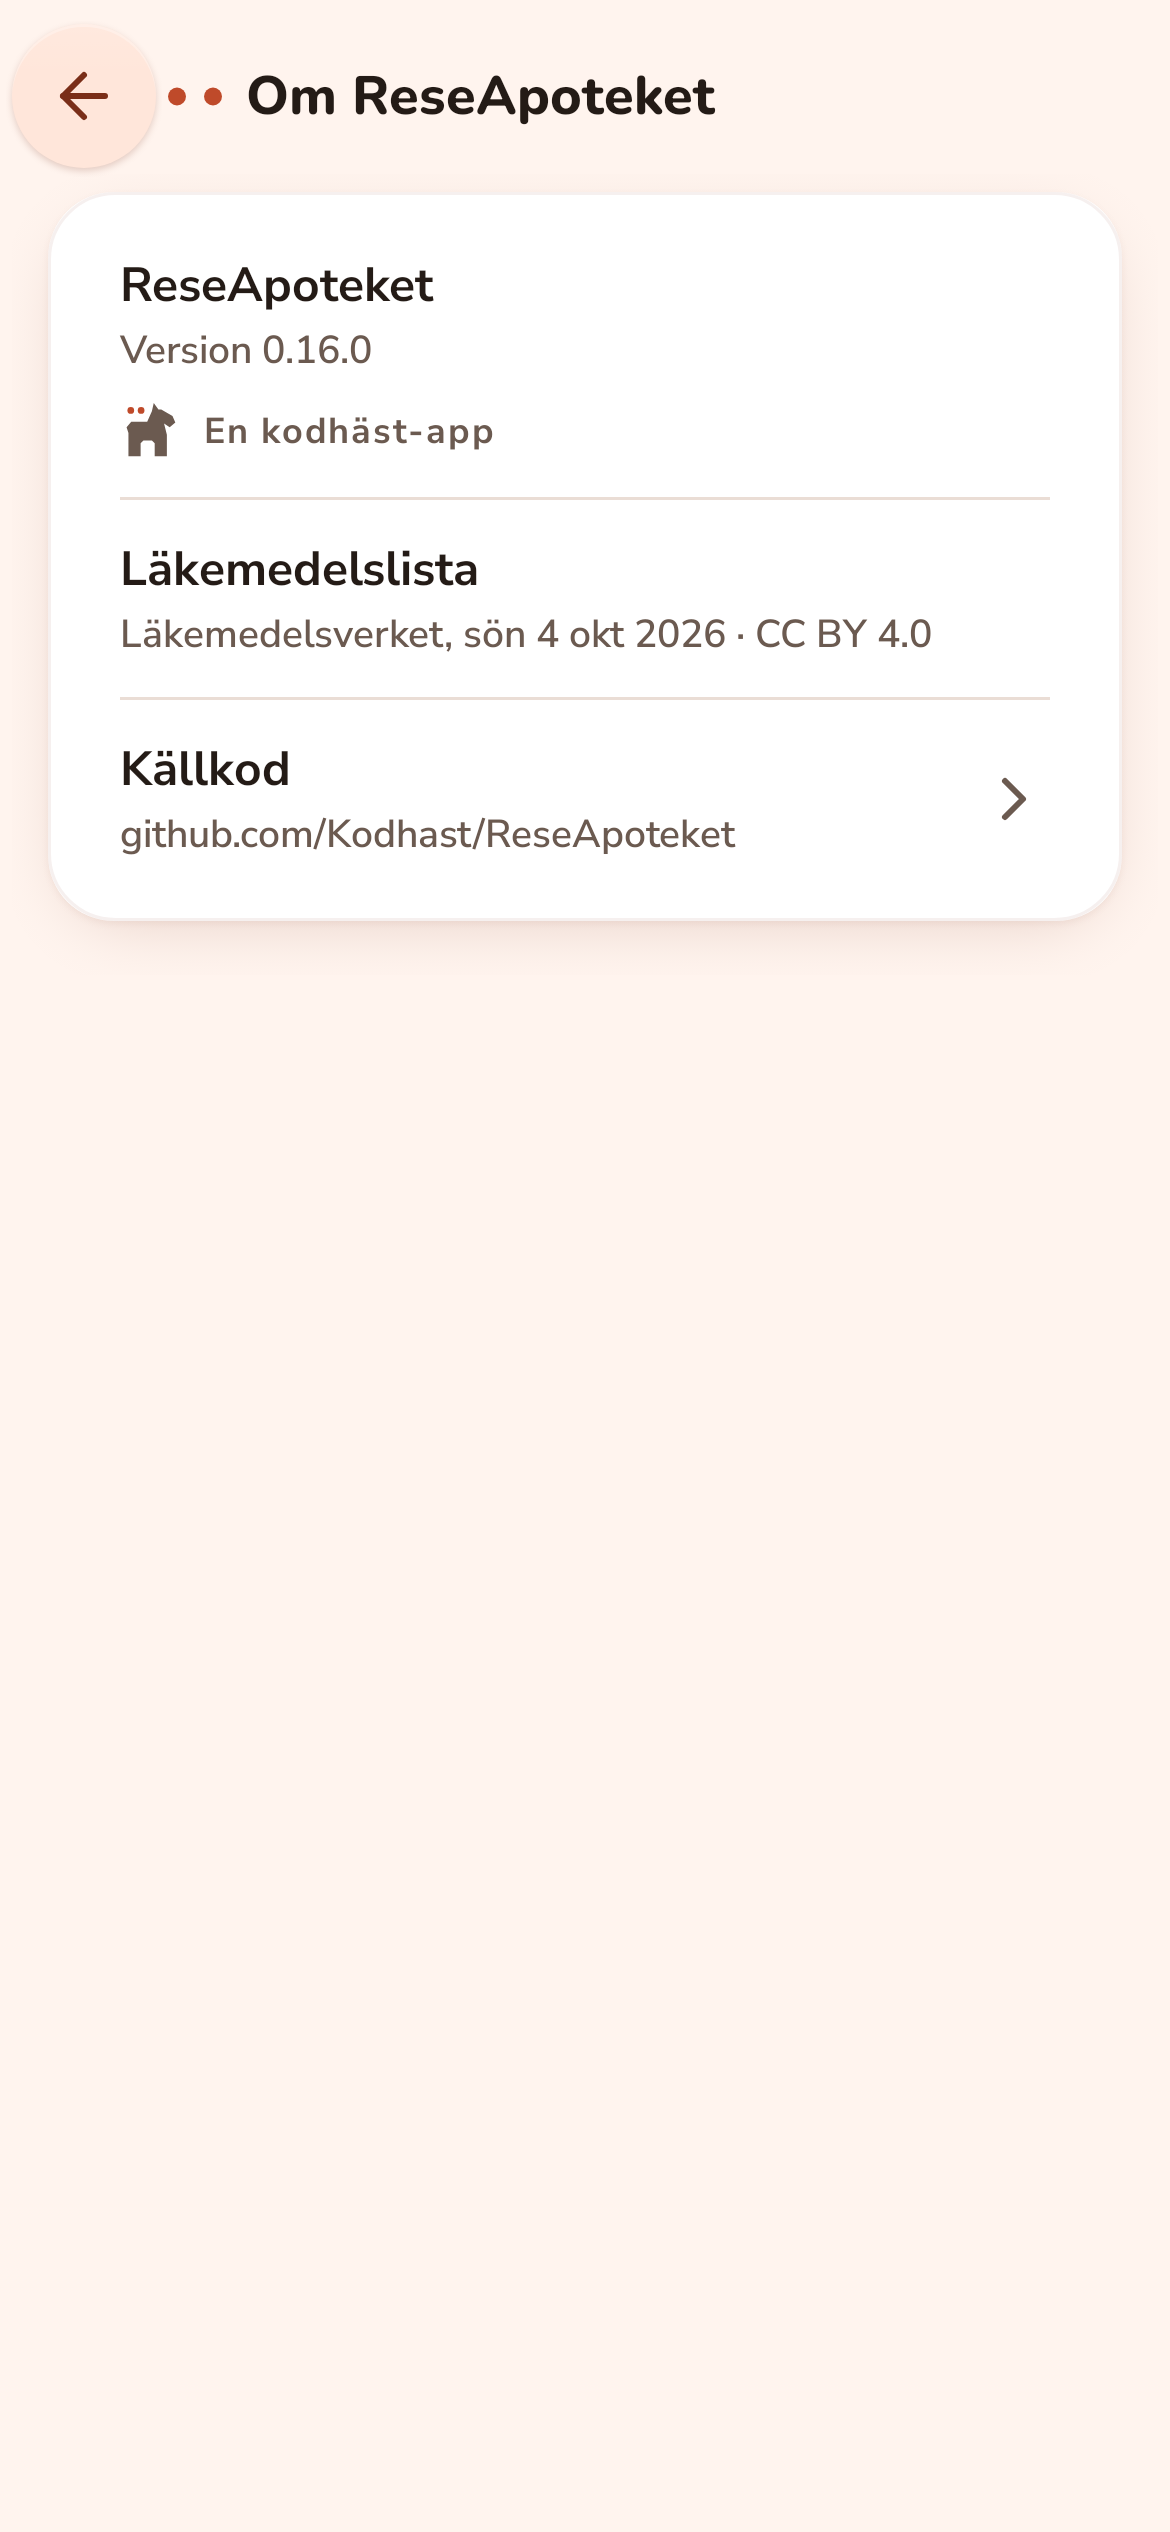 Om ReseApoteket
ReseApoteket
Version 0.16.0
En kodhäst-app
Läkemedelslista
Läkemedelsverket, sön 4 okt 2026 · CC BY 4.0
Källkod
github.com/Kodhast/ReseApoteket